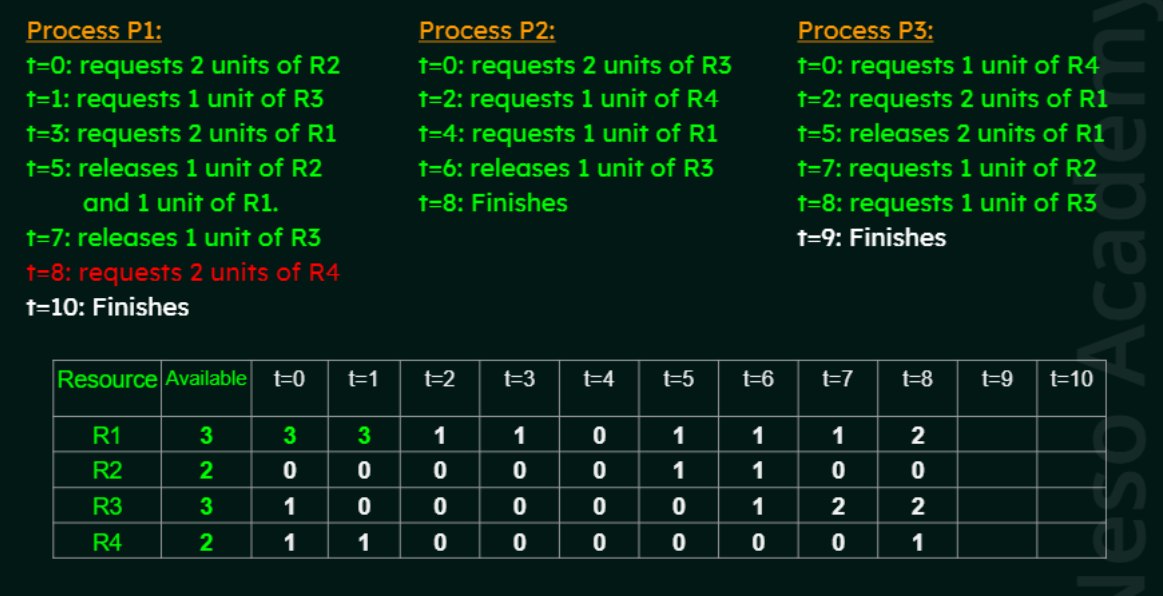 Process P1:
t=0: requests 2 units of R2
t=1: requests 1 unit of R3
t=3: requests 2 units of R1
t=5: releases 1 unit of R2
and 1 unit of R1.
t=7: releases 1 unit of R3
t=8: requests 2 units of R4
t=10: Finishes
Process P2:
t=0: requests 2 units of R3
t=2: requests 1 unit of R4
t=4: requests 1 unit of R1
t=6: releases 1 unit of R3
t=8: Finishes
Process P3:
t=0: requests 1 unit of R4
t=2: requests 2 units of R1
t=5: releases 2 units of R1
t=7: requests 1 unit of R2
t=8: requests 1 unit of R3
t=9: Finishes
Resource Available t=0 t=1 t=2 t=3 t=4 t=5 t=6 t=7 t=8 t=9 t=10
R1 3 3 3 1 1 0 1 1 1 2
R2 2 0 0 0 0 0 1 1 0 0
R3 3 1 0 0 0 0 0 1 2 2
R4 2 1 1 0 0 0 0 0 0 1
Neso Academy